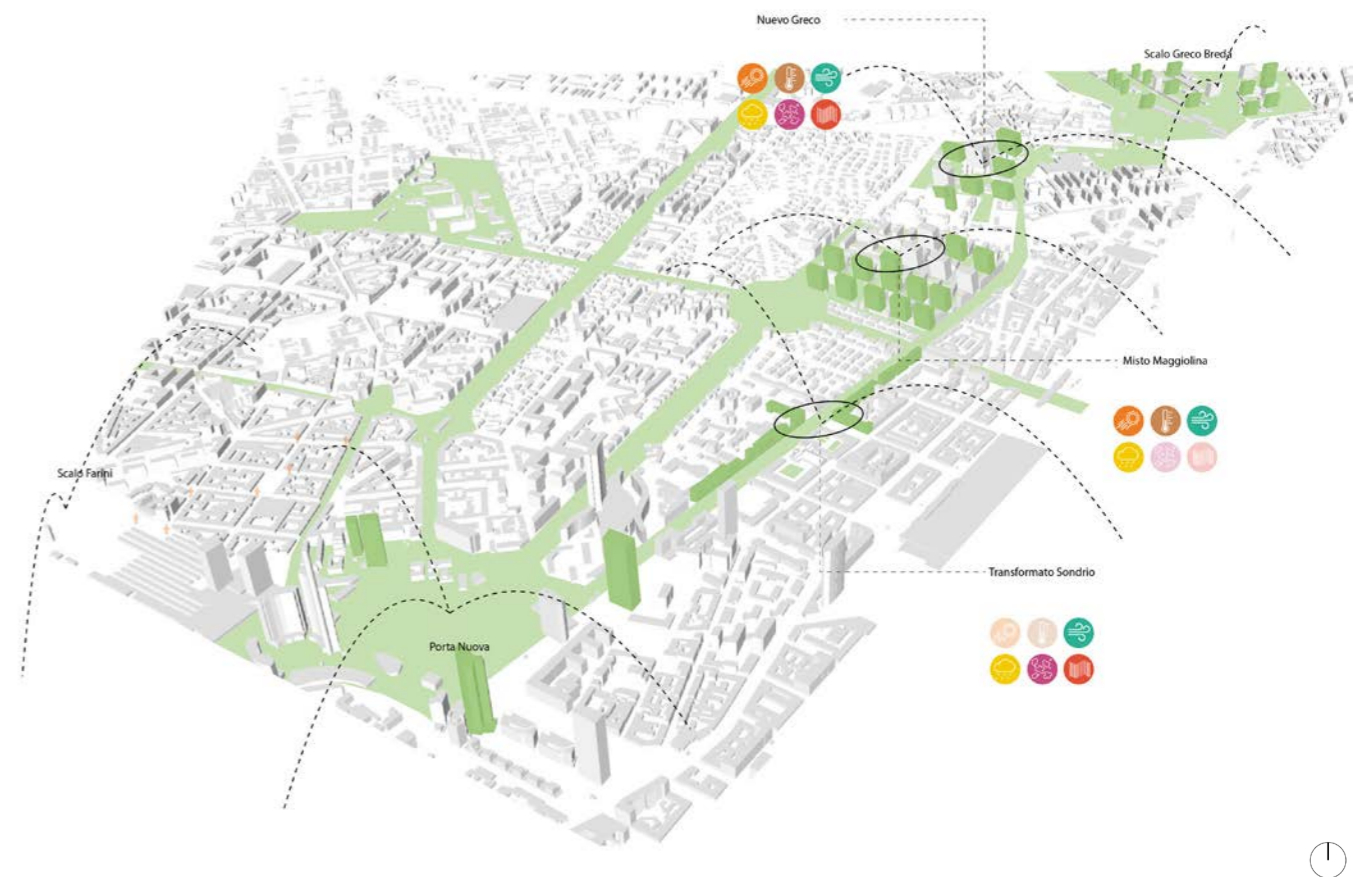 Nuevo Greco
Scalo Greco Breda
Misto Maggiolina
Scalo Farini
Transformato Sondrio
Porta Nuova